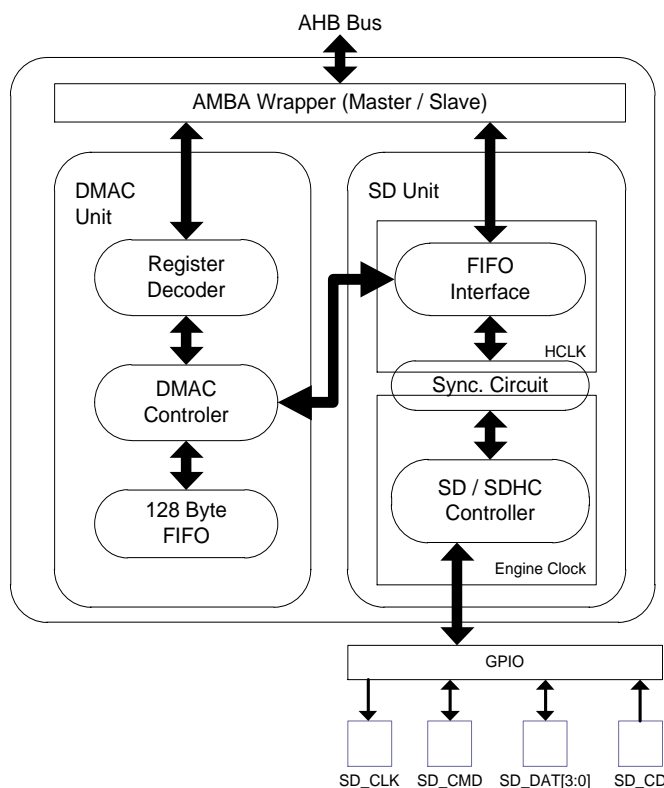 AHB Bus
AMBA Wrapper (Master / Slave)
DMAC
Unit
Register
Decoder
DMAC
Controler
128 Byte
FIFO
SD Unit
FIFO
Interface
HCLK
Sync. Circuit
SD / SDHC
Controller
Engine Clock
GPIO
SD_CLK
SD_CMD
SD_DAT[3:0]
SD_CD